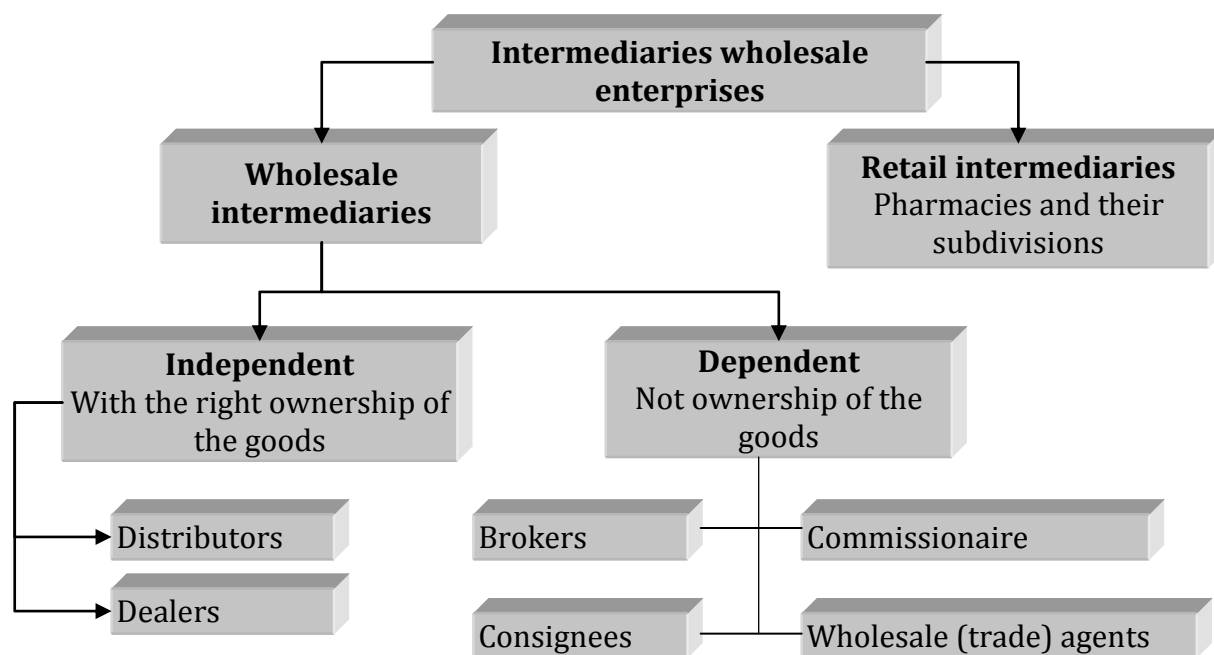 Intermediaries wholesale
enterprises
Wholesale
intermediaries
Retail intermediaries
Pharmacies and their
subdivisions
Independent
With the right ownership of
the goods
Dependent
Not ownership of the
goods
Distributors
Dealers
Brokers
Commissionaire
Consignees
Wholesale (trade) agents